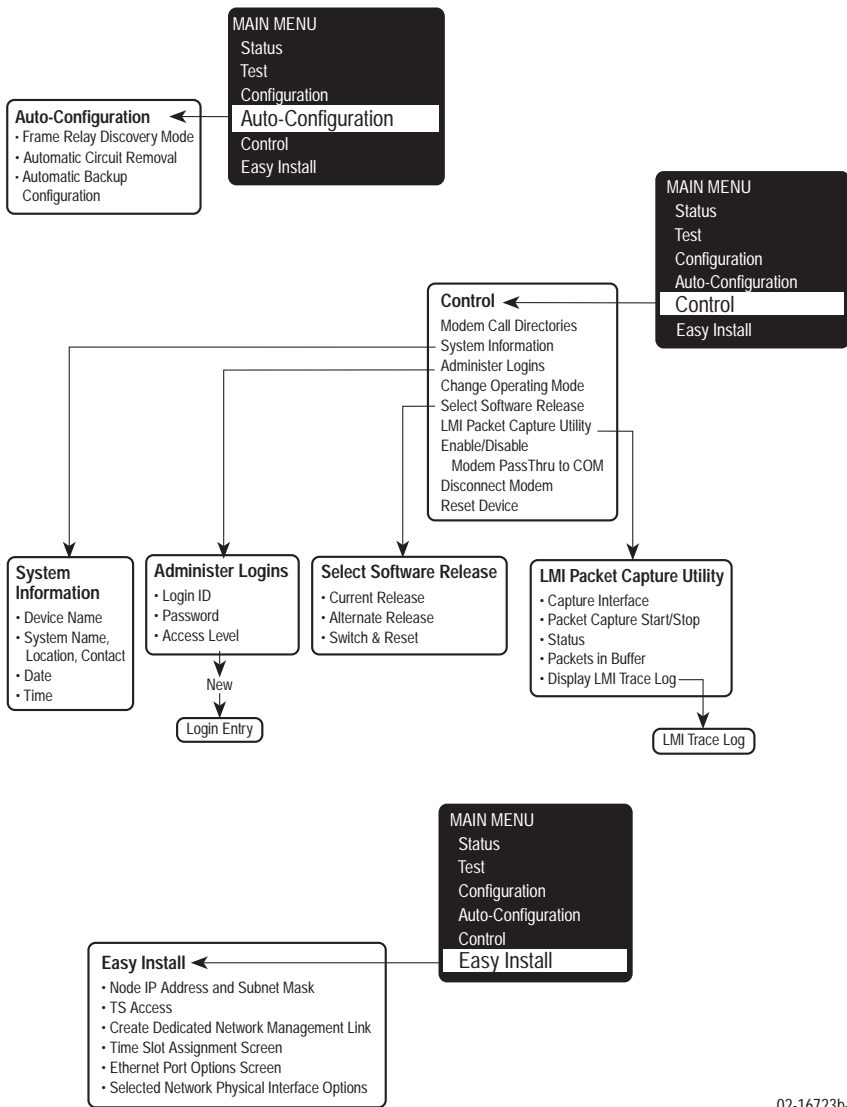 MAIN MENU
Status
Test
Configuration
Auto-Configuration
Control
Easy Install
Auto-Configuration
• Frame Relay Discovery Mode
• Automatic Circuit Removal
• Automatic Backup
Configuration
MAIN MENU
Status
Test
Configuration
Auto-Configuration
Control
Easy Install
Control
Modem Call Directories
System Information
Administer Logins
Change Operating Mode
Select Software Release
LMI Packet Capture Utility
Enable/Disable
Modem PassThru to COM
Disconnect Modem
Reset Device
System
Information
• Device Name
• System Name,
Location, Contact
• Date
• Time
Administer Logins
• Login ID
• Password
• Access Level
New
Login Entry
Select Software Release
• Current Release
• Alternate Release
• Switch & Reset
LMI Packet Capture Utility
• Capture Interface
• Packet Capture Start/Stop
• Status
• Packets in Buffer
• Display LMI Trace Log
LMI Trace Log
MAIN MENU
Status
Test
Configuration
Auto-Configuration
Control
Easy Install
Easy Install
• Node IP Address and Subnet Mask
• TS Access
• Create Dedicated Network Management Link
• Time Slot Assignment Screen
• Ethernet Port Options Screen
• Selected Network Physical Interface Options
02-16723b-